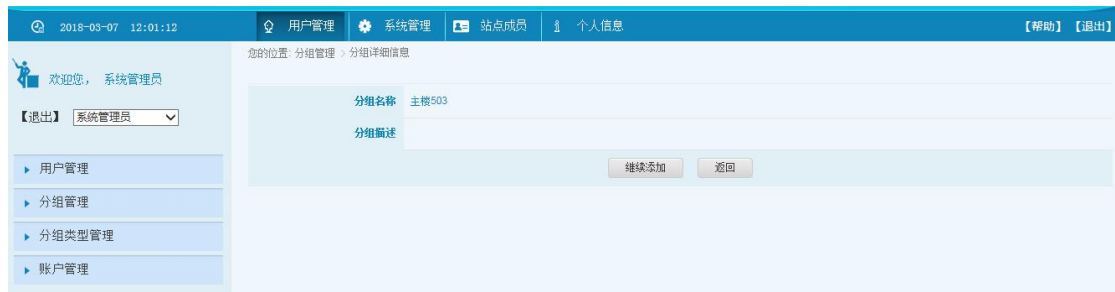 2018-03-07 12:01:12 用户管理 系统管理 站点成员 个人信息 【帮助】【退出】
您的位置: 分组管理 > 分组详细信息
欢迎您， 系统管理员
【退出】 系统管理员
分组名称 主楼503
分组描述
继续添加 返回
用户管理
分组管理
分组类型管理
账户管理